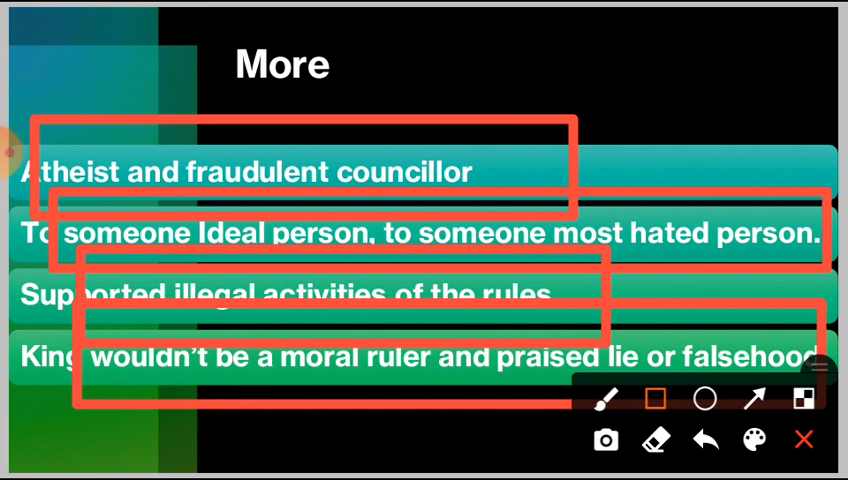 More
Atheist and fraudulent councillor
To someone Ideal person, to someone most hated person.
Supported illegal activities of the rules
King wouldn't be a moral ruler and praised lie or falsehood